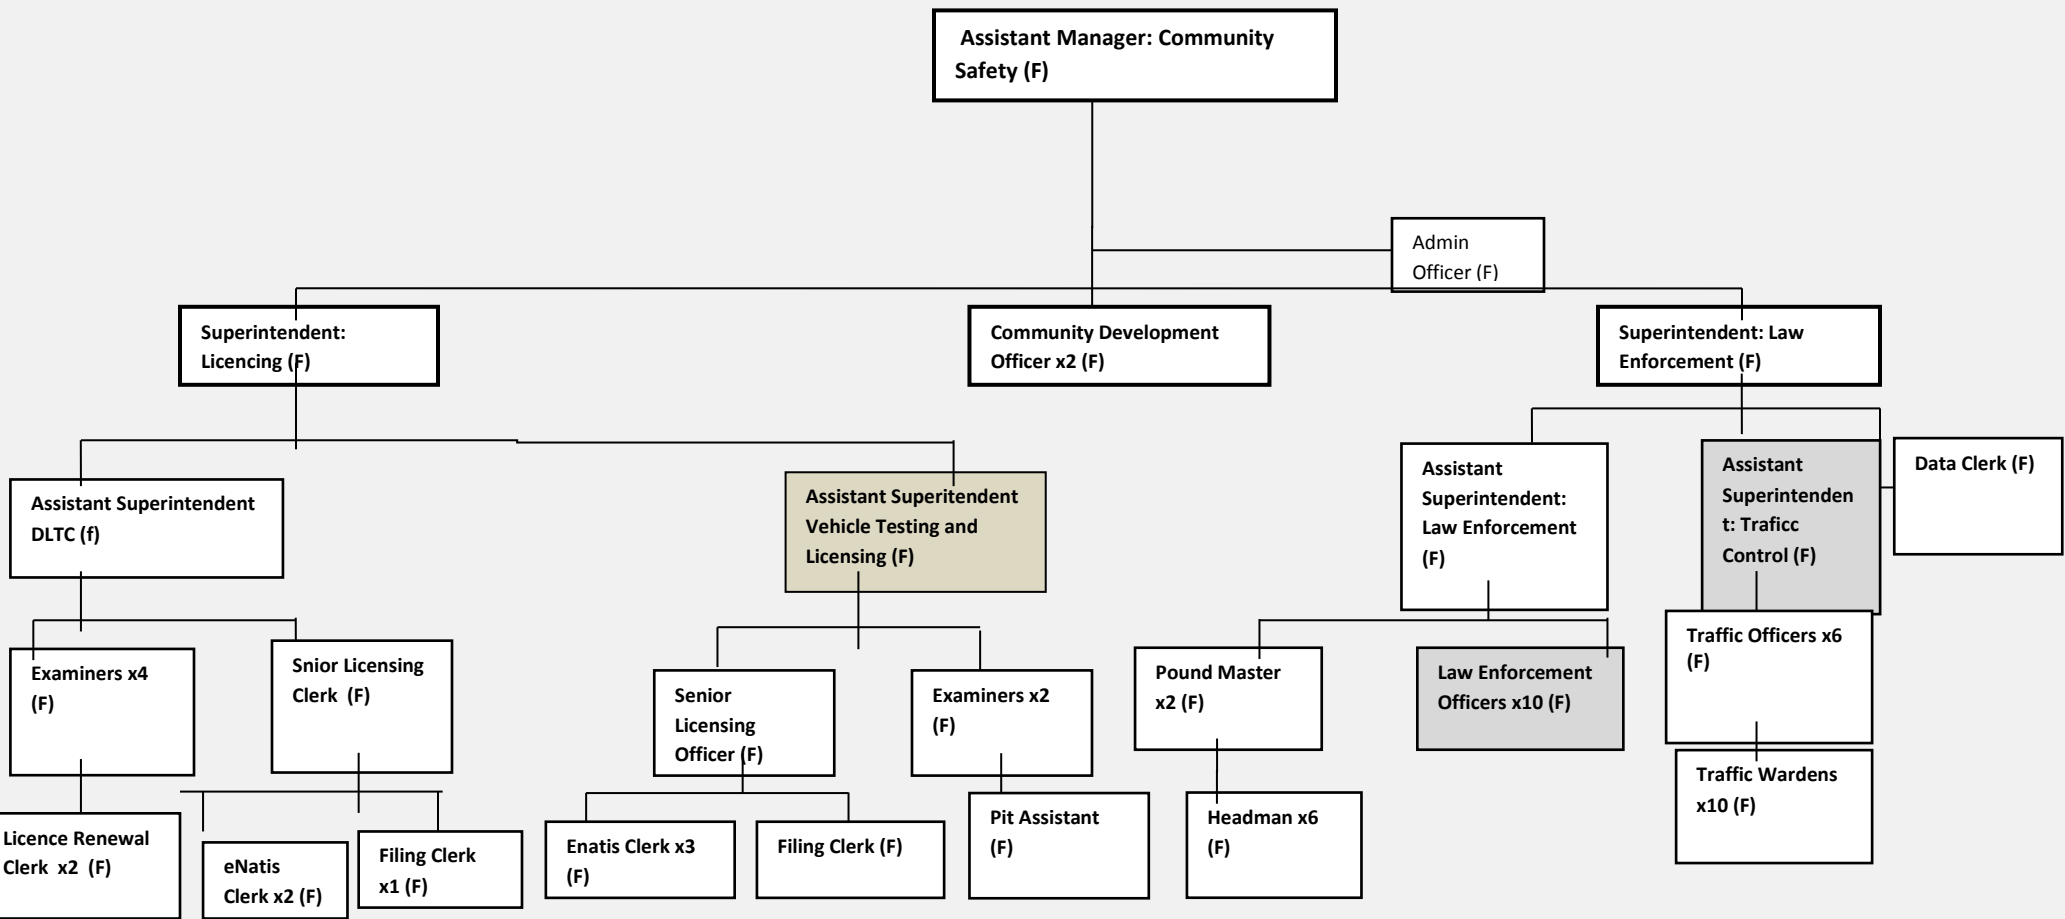 Assistant Manager: Community
Safety (F)
Admin
Officer (F)
Superintendent:
Licencing (F)
Community Development
Officer x2 (F)
Superintendent: Law
Enforcement (F)
Assistant Superintendent
DLTC (f)
Assistant Superitendent
Vehicle Testing and
Licensing (F)
Assistant
Superintendent:
Law Enforcement
(F)
Assistant
Superintenden
t: Traficc
Control (F)
Data Clerk (F)
Examiners x4
(F)
Snior Licensing
Clerk (F)
Senior
Licensing
Officer (F)
Examiners x2
(F)
Pound Master
x2 (F)
Law Enforcement
Officers x10 (F)
Traffic Officers x6
(F)
Licence Renewal
Clerk x2 (F)
eNatis
Clerk x2 (F)
Filing Clerk
x1 (F)
Enatis Clerk x3
(F)
Filing Clerk (F)
Pit Assistant
(F)
Headman x6
(F)
Traffic Wardens
x10 (F)